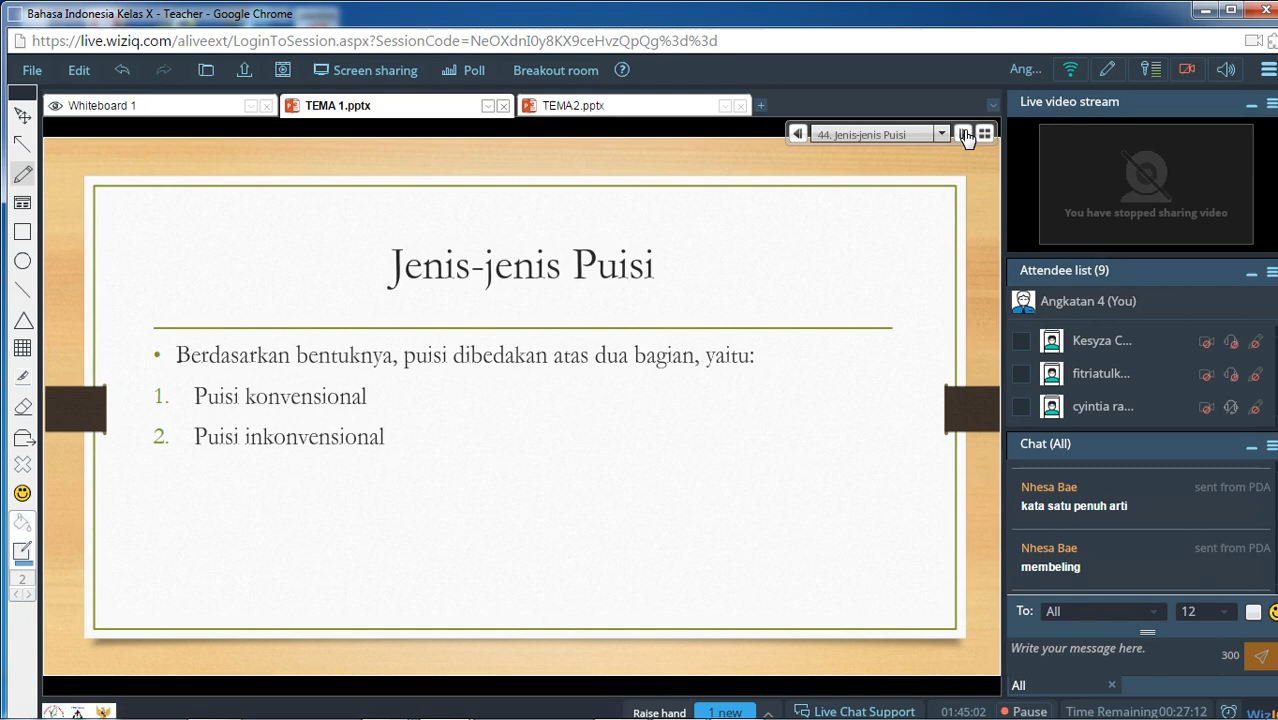 Bahasa Indonesia Kelas X - Teacher - Google Chrome
https://live.wiziq.com/aliveext/LoginToSession.aspx?SessionCode=NeOXdnI0y8KX9ceHvzQpQg%3d%3d
File Edit Screen sharing Poll Breakout room ? Ang...
Whiteboard 1 TEMA 1.pptx TEMA2.pptx +
Live video stream
44. Jenis-jenis Puisi
You have stopped sharing video
Jenis-jenis Puisi
• Berdasarkan bentuknya, puisi dibedakan atas dua bagian, yaitu:
1. Puisi konvensional
2. Puisi inkonvensional
Attendee list (9)
Angkatan 4 (You)
Kesyza C...
fitriatulk...
cyintia ra...
Chat (All)
Nhesa Bae sent from PDA
kata satu penuh arti
Nhesa Bae sent from PDA
membeling
To: All 12
Write your message here. 300
All
2
Raise hand 1 new Live Chat Support 01:45:02 Pause Time Remaining 00:27:12 WizI